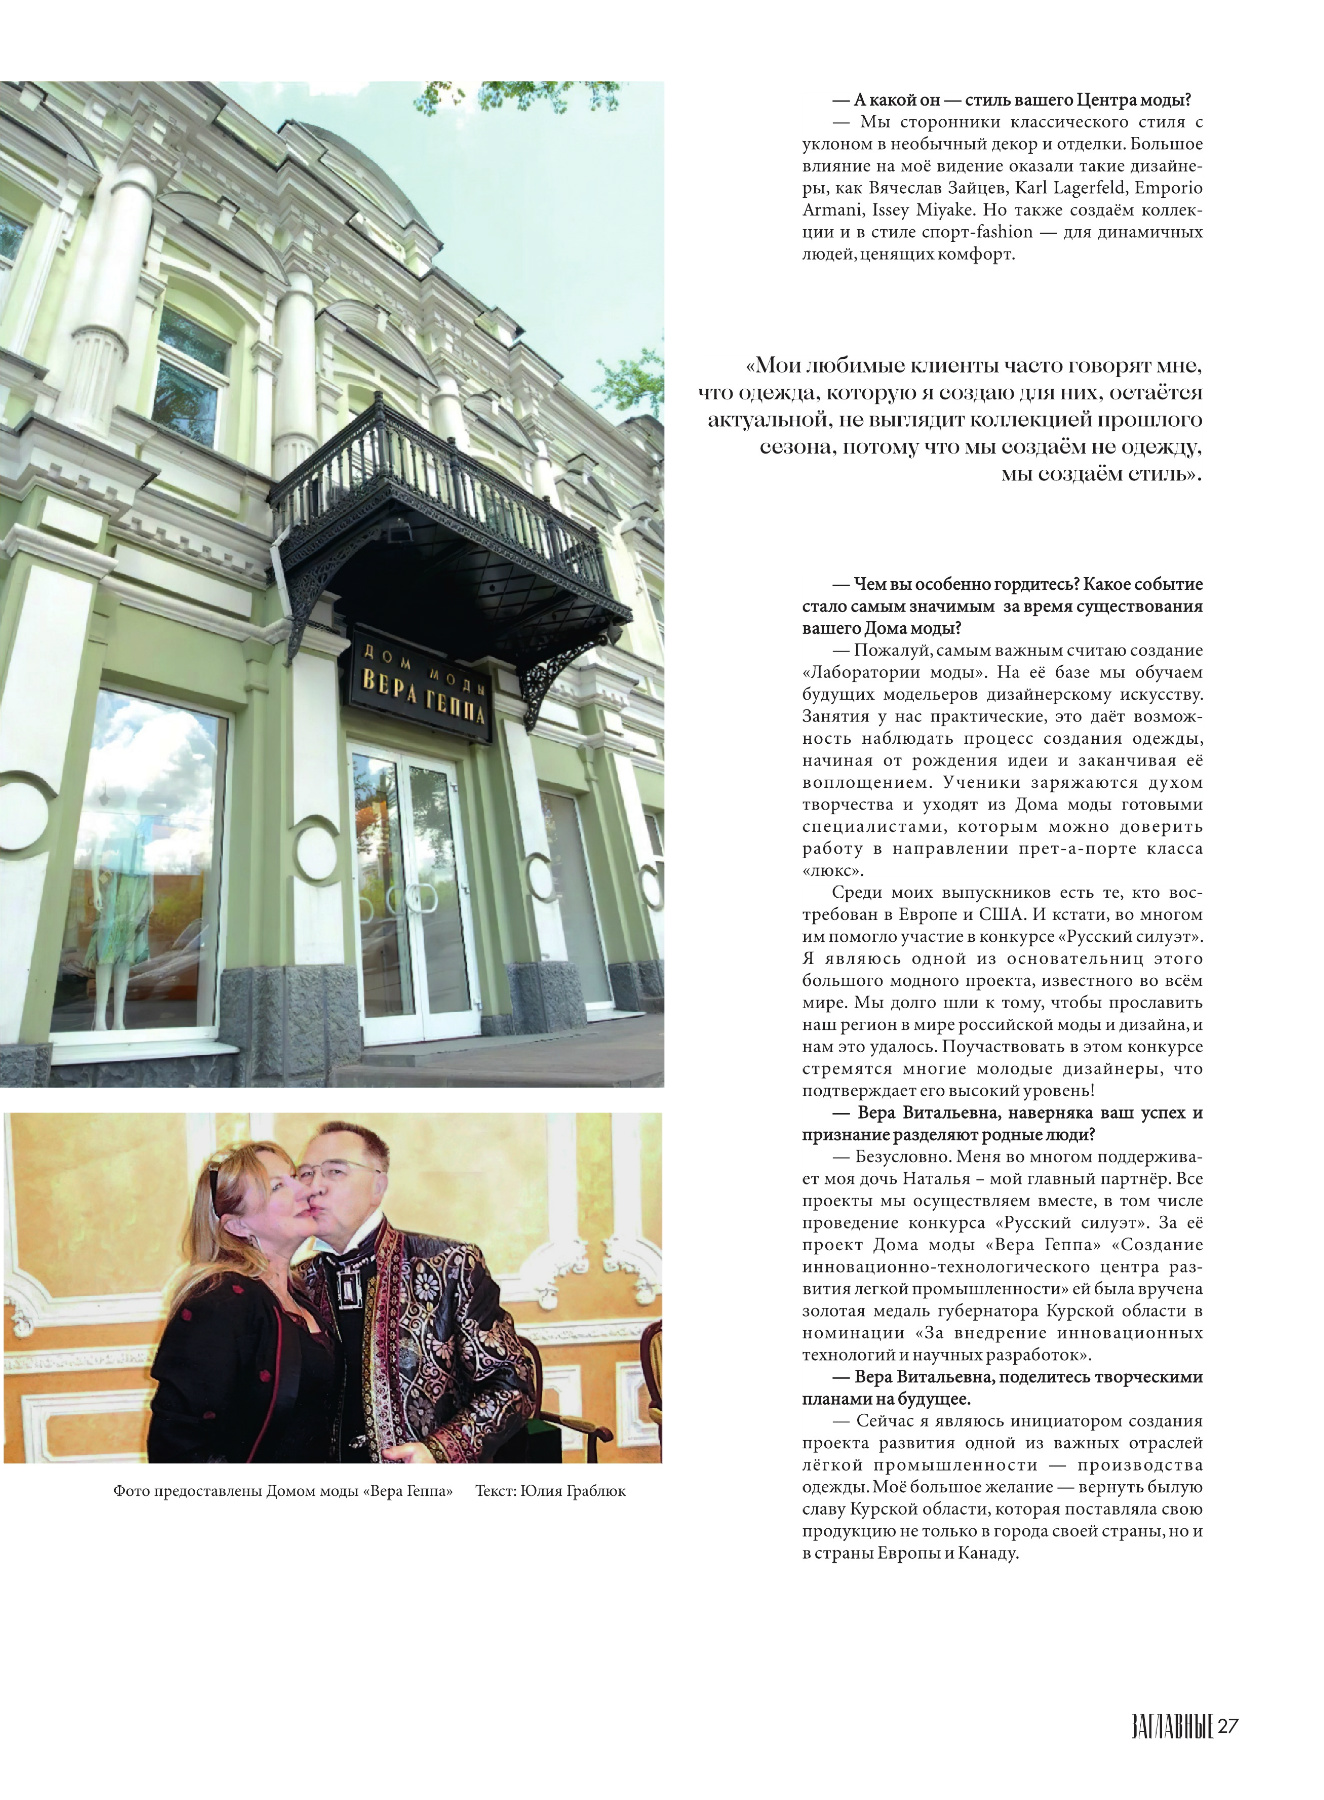 ДОМ МОДЫ
ВЕРА ГЕППА
Фото предоставлены Домом моды «Вера Геппа» Текст: Юлия Граблюк
— А какой он — стиль вашего Центра моды?
— Мы сторонники классического стиля с
уклоном в необычный декор и отделки. Большое
влияние на моё видение оказали такие дизайне-
ры, как Вячеслав Зайцев, Karl Lagerfeld, Emporio
Armani, Issey Miyake. Но также создаём коллек-
ции и в стиле спорт-fashion — для динамичных
людей, ценящих комфорт.
«Мои любимые клиенты часто говорят мне,
что одежда, которую я создаю для них, остаётся
актуальной, не выглядит коллекцией прошлого
сезона, потому что мы создаём не одежду,
мы создаём стиль».
— Чем вы особенно гордитесь? Какое событие
стало самым значимым за время существования
вашего Дома моды?
— Пожалуй, самым важным считаю создание
«Лаборатории моды». На её базе мы обучаем
будущих модельеров дизайнерскому искусству.
Занятия у нас практические, это даёт возмож-
ность наблюдать процесс создания одежды,
начиная от рождения идеи и заканчивая её
воплощением. Ученики заряжаются духом
творчества и уходят из Дома моды готовыми
специалистами, которым можно доверить
работу в направлении прет-а-порте класса
«люкс».
Среди моих выпускников есть те, кто вос-
требован в Европе и США. И кстати, во многом
им помогло участие в конкурсе «Русский силуэт».
Я являюсь одной из основательниц этого
большого модного проекта, известного во всём
мире. Мы долго шли к тому, чтобы прославить
наш регион в мире российской моды и дизайна, и
нам это удалось. Поучаствовать в этом конкурсе
стремятся многие молодые дизайнеры, что
подтверждает его высокий уровень!
— Вера Витальевна, наверняка ваш успех и
признание разделяют родные люди?
— Безусловно. Меня во многом поддержива-
ет моя дочь Наталья – мой главный партнёр. Все
проекты мы осуществляем вместе, в том числе
проведение конкурса «Русский силуэт». За её
проект Дома моды «Вера Геппа» «Создание
инновационно-технологического центра раз-
вития легкой промышленности» ей была вручена
золотая медаль губернатора Курской области в
номинации «За внедрение инновационных
технологий и научных разработок».
— Вера Витальевна, поделитесь творческими
планами на будущее.
— Сейчас я являюсь инициатором создания
проекта развития одной из важных отраслей
лёгкой промышленности — производства
одежды. Моё большое желание — вернуть былую
славу Курской области, которая поставляла свою
продукцию не только в города своей страны, но и
в страны Европы и Канаду.
ЗАГЛАВНЫЕ 27